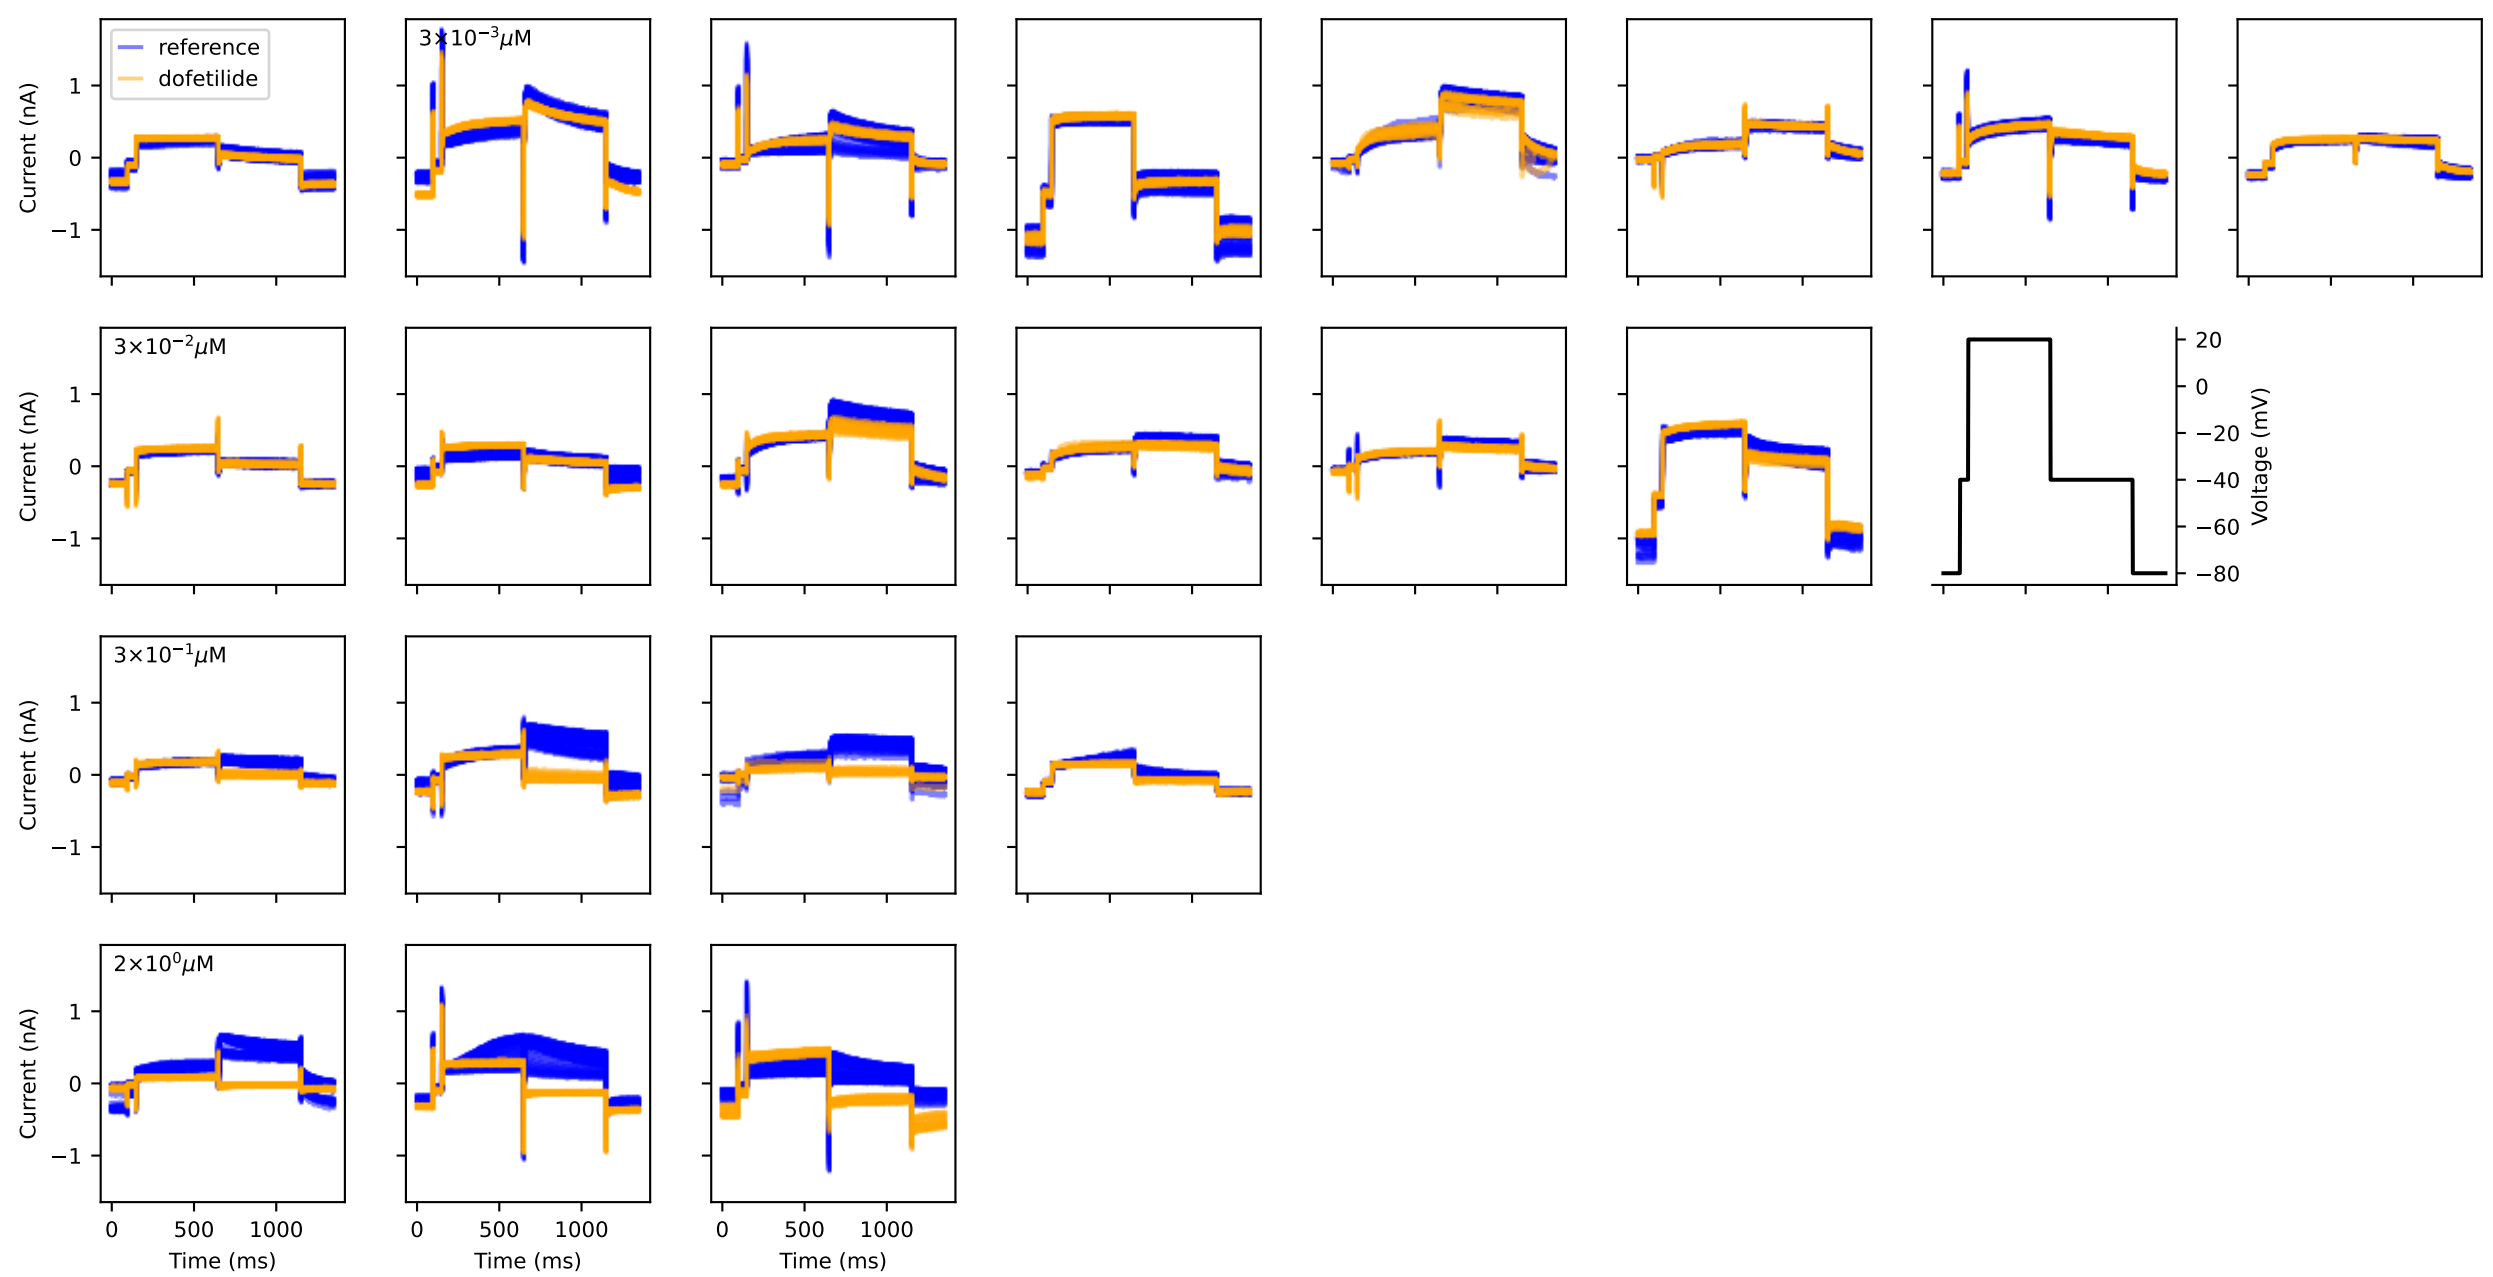 reference
dofetilide
3×10⁻³μM
Current (nA)
1
0
−1
3×10⁻²μM
Current (nA)
1
0
−1
20
0
−20
−40
−60
−80
Voltage (mV)
3×10⁻¹μM
Current (nA)
1
0
−1
2×10⁰μM
Current (nA)
1
0
−1
0 500 1000
Time (ms)
0 500 1000
Time (ms)
0 500 1000
Time (ms)